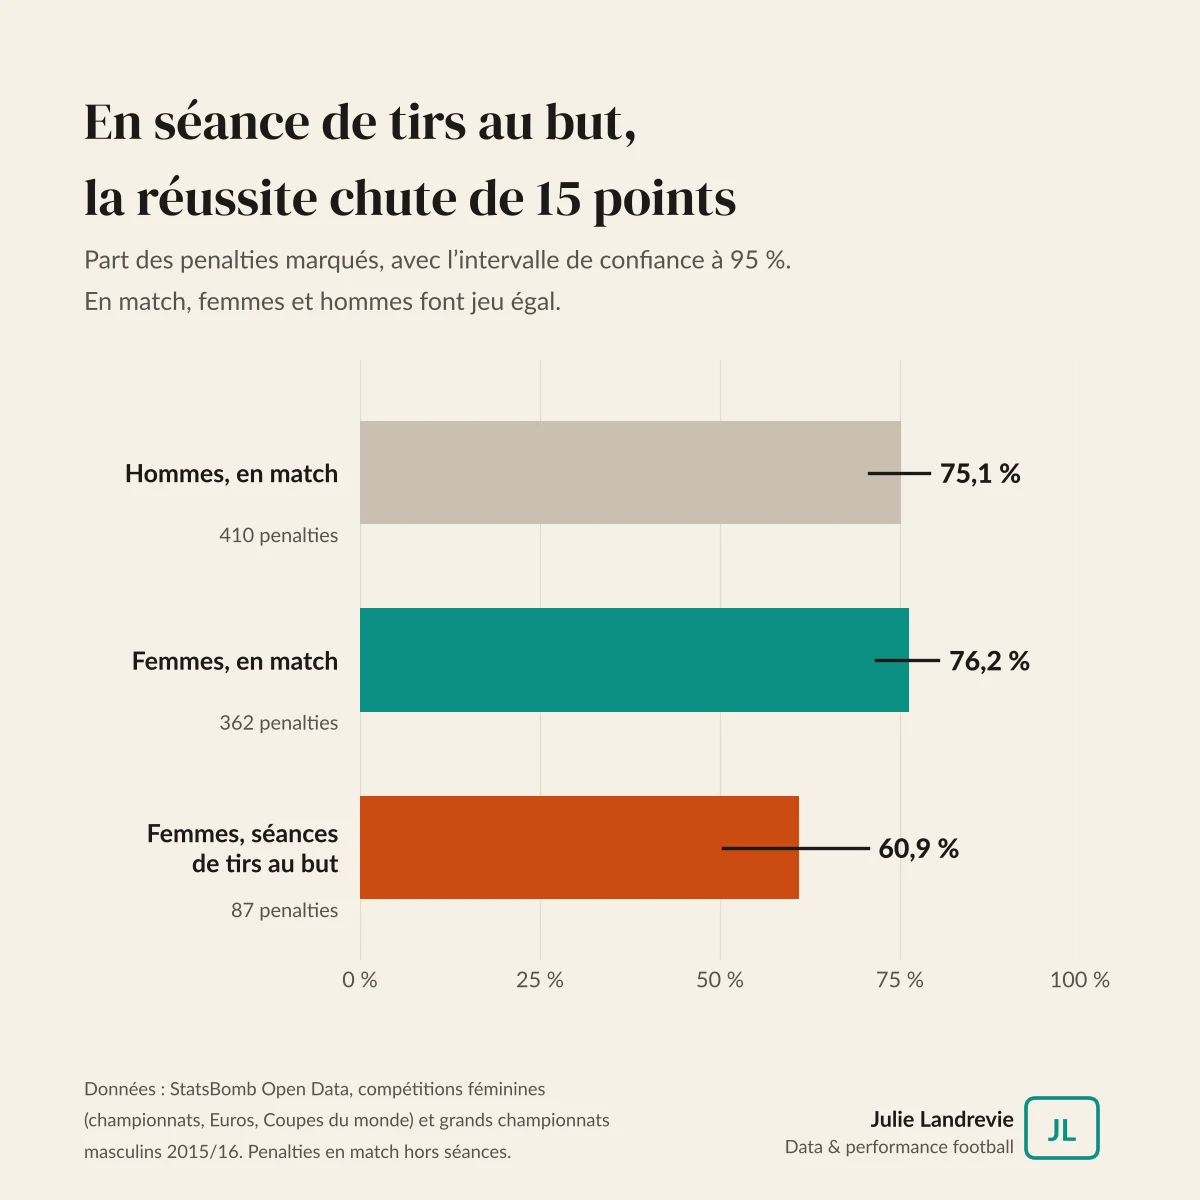 En séance de tirs au but,
la réussite chute de 15 points
Part des penalties marqués, avec l’intervalle de confiance à 95 %.
En match, femmes et hommes font jeu égal.
Hommes, en match
75,1 %
410 penalties
Femmes, en match
76,2 %
362 penalties
Femmes, séances
de tirs au but
60,9 %
87 penalties
0 %
25 %
50 %
75 %
100 %
Données : StatsBomb Open Data, compétitions féminines
(championnats, Euros, Coupes du monde) et grands championnats
masculins 2015/16. Penalties en match hors séances.
Julie Landrevie
Data & performance football
JL